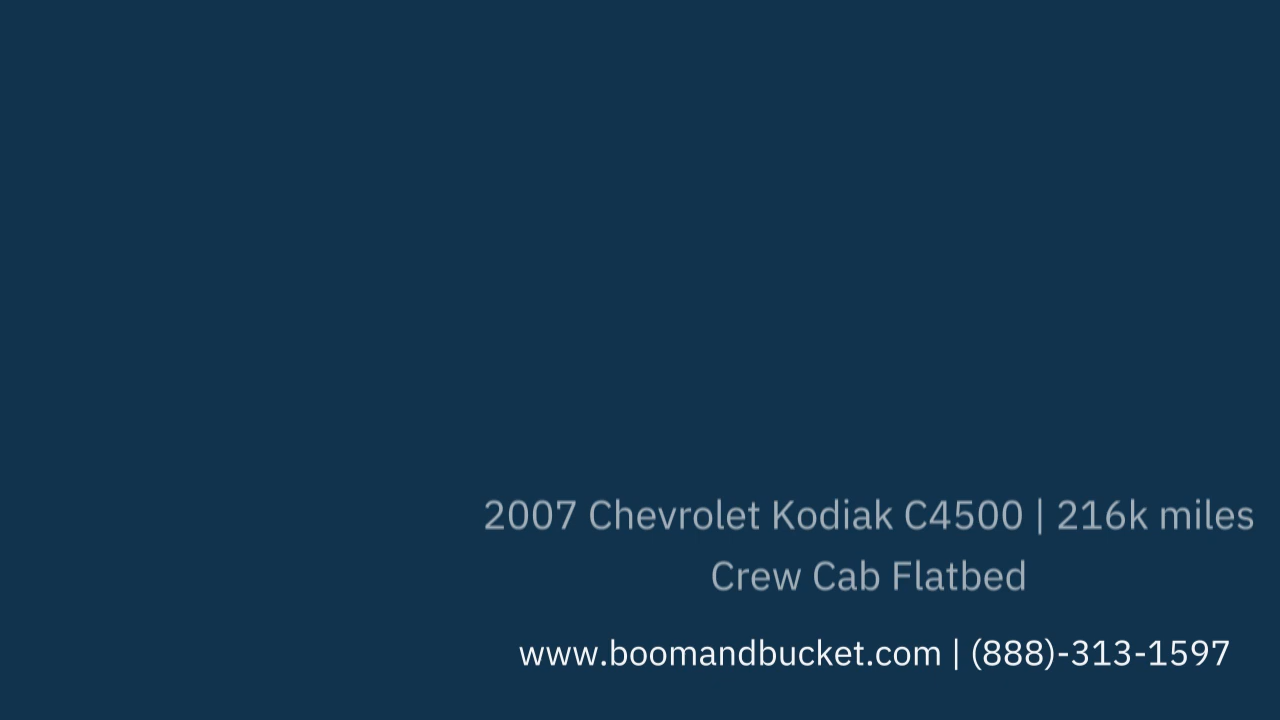 2007 Chevrolet Kodiak C4500 | 216k miles
Crew Cab Flatbed
www.boomandbucket.com | (888)-313-1597